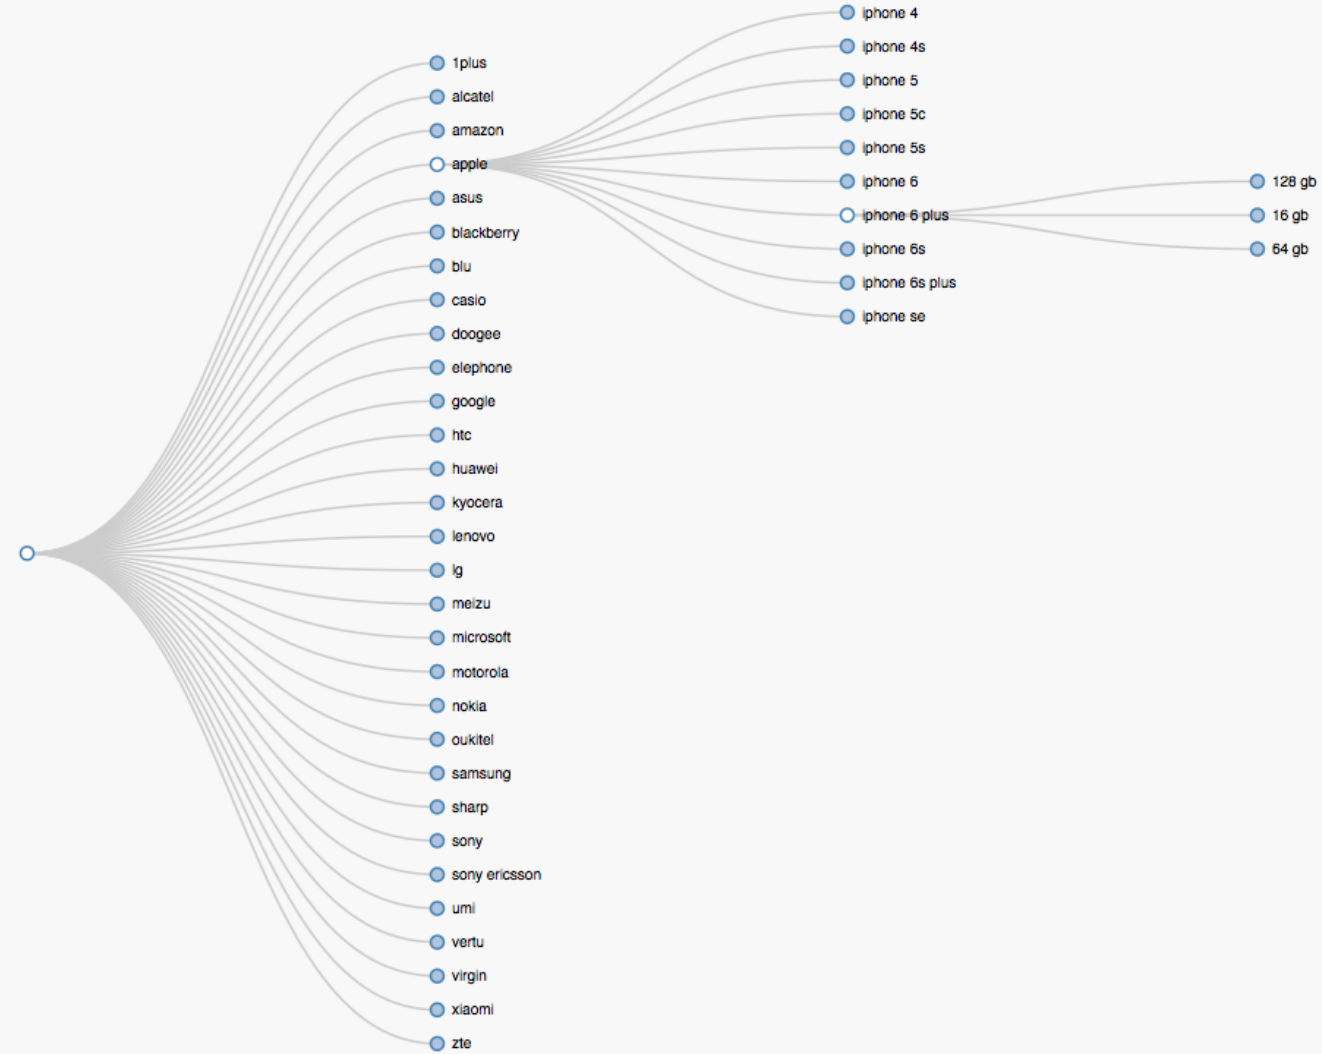 1plus
alcatel
amazon
apple
asus
blackberry
blu
casio
doogee
elephone
google
htc
huawei
kyocera
lenovo
lg
meizu
microsoft
motorola
nokia
oukitel
samsung
sharp
sony
sony ericsson
umi
vertu
virgin
xiaomi
zte
iphone 4
iphone 4s
iphone 5
iphone 5c
iphone 5s
iphone 6
iphone 6 plus
iphone 6s
iphone 6s plus
iphone se
128 gb
16 gb
64 gb